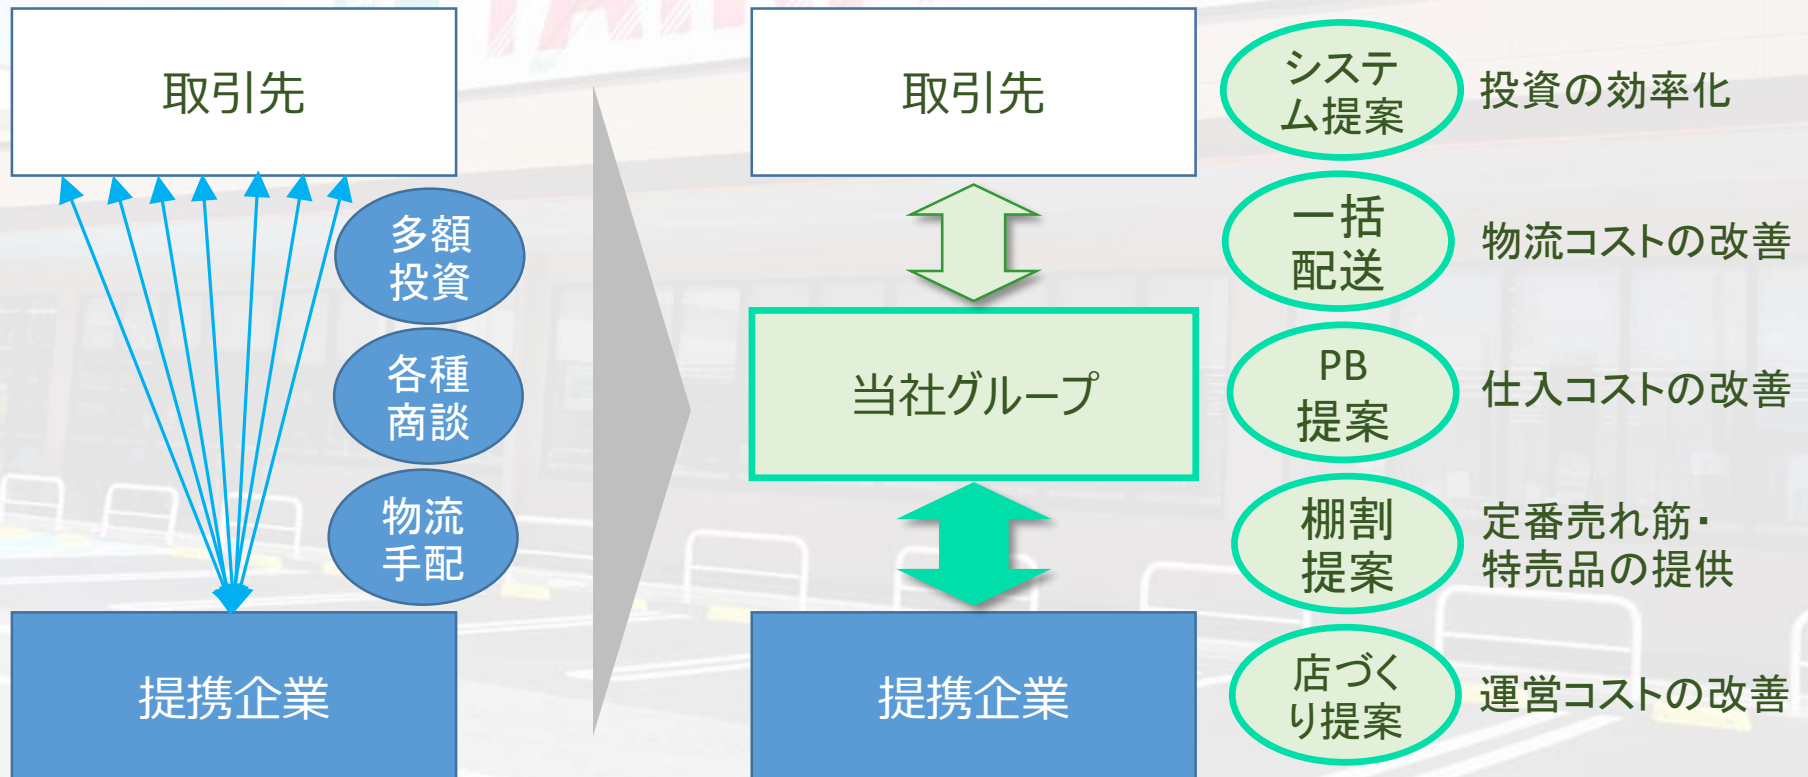 取引先
多額
投資
各種
商談
物流
手配
提携企業
取引先
当社グループ
提携企業
システ
ム提案
投資の効率化
一括
配送
物流コストの改善
PB
提案
仕入コストの改善
棚割
提案
定番売れ筋・
特売品の提供
店づく
り提案
運営コストの改善